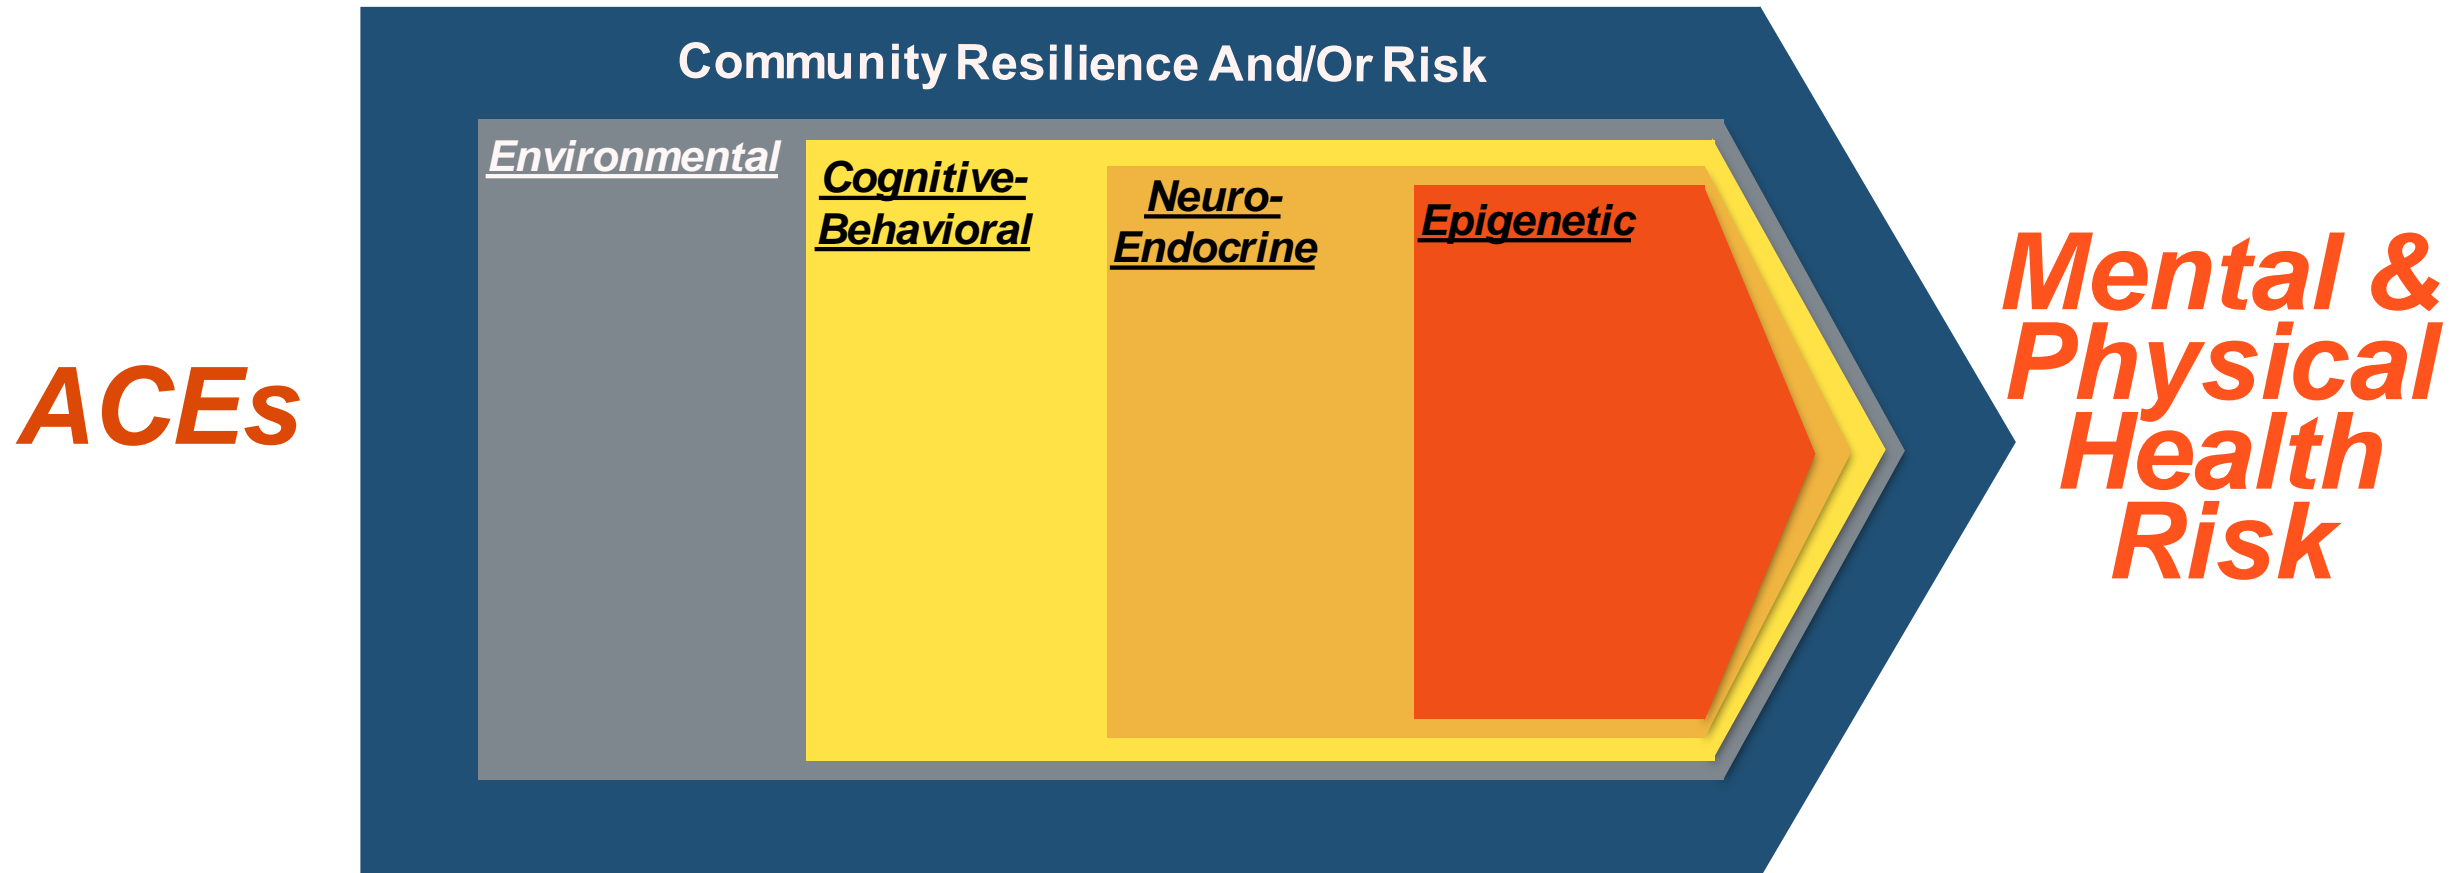 Community Resilience And/Or Risk
Environmental
Cognitive-
Behavioral
Neuro-
Endocrine
Epigenetic
ACEs
Mental &
Physical
Health
Risk